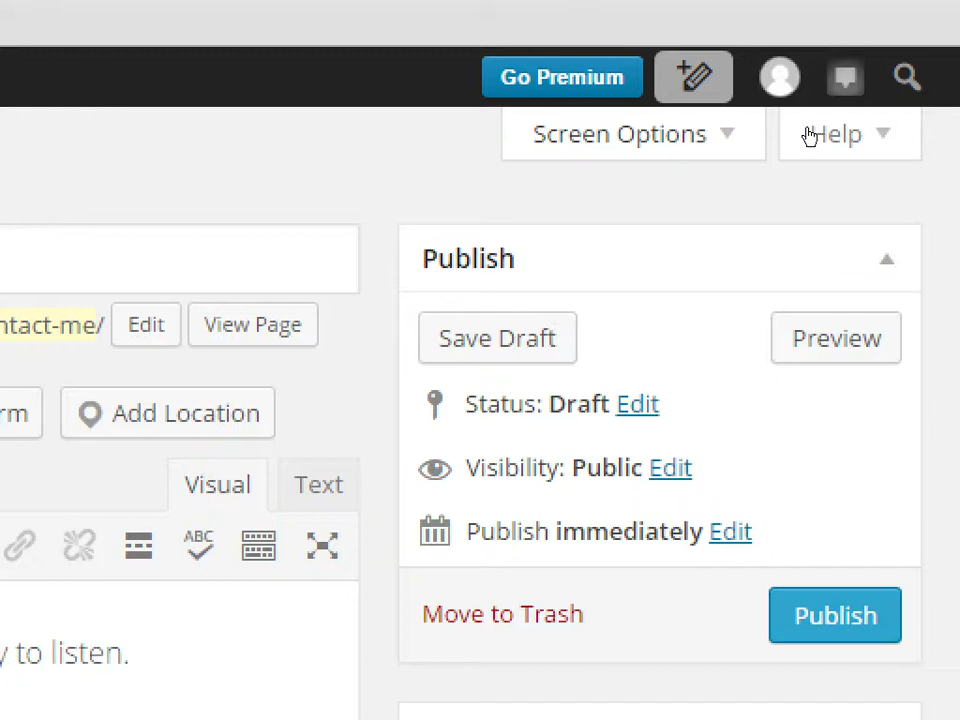 Go Premium
Screen Options
Help
Publish
ntact-me/ Edit View Page
Save Draft Preview
rm Add Location
Status: Draft Edit
Visual Text
Visibility: Public Edit
ABC
Publish immediately Edit
Move to Trash Publish
y to listen.